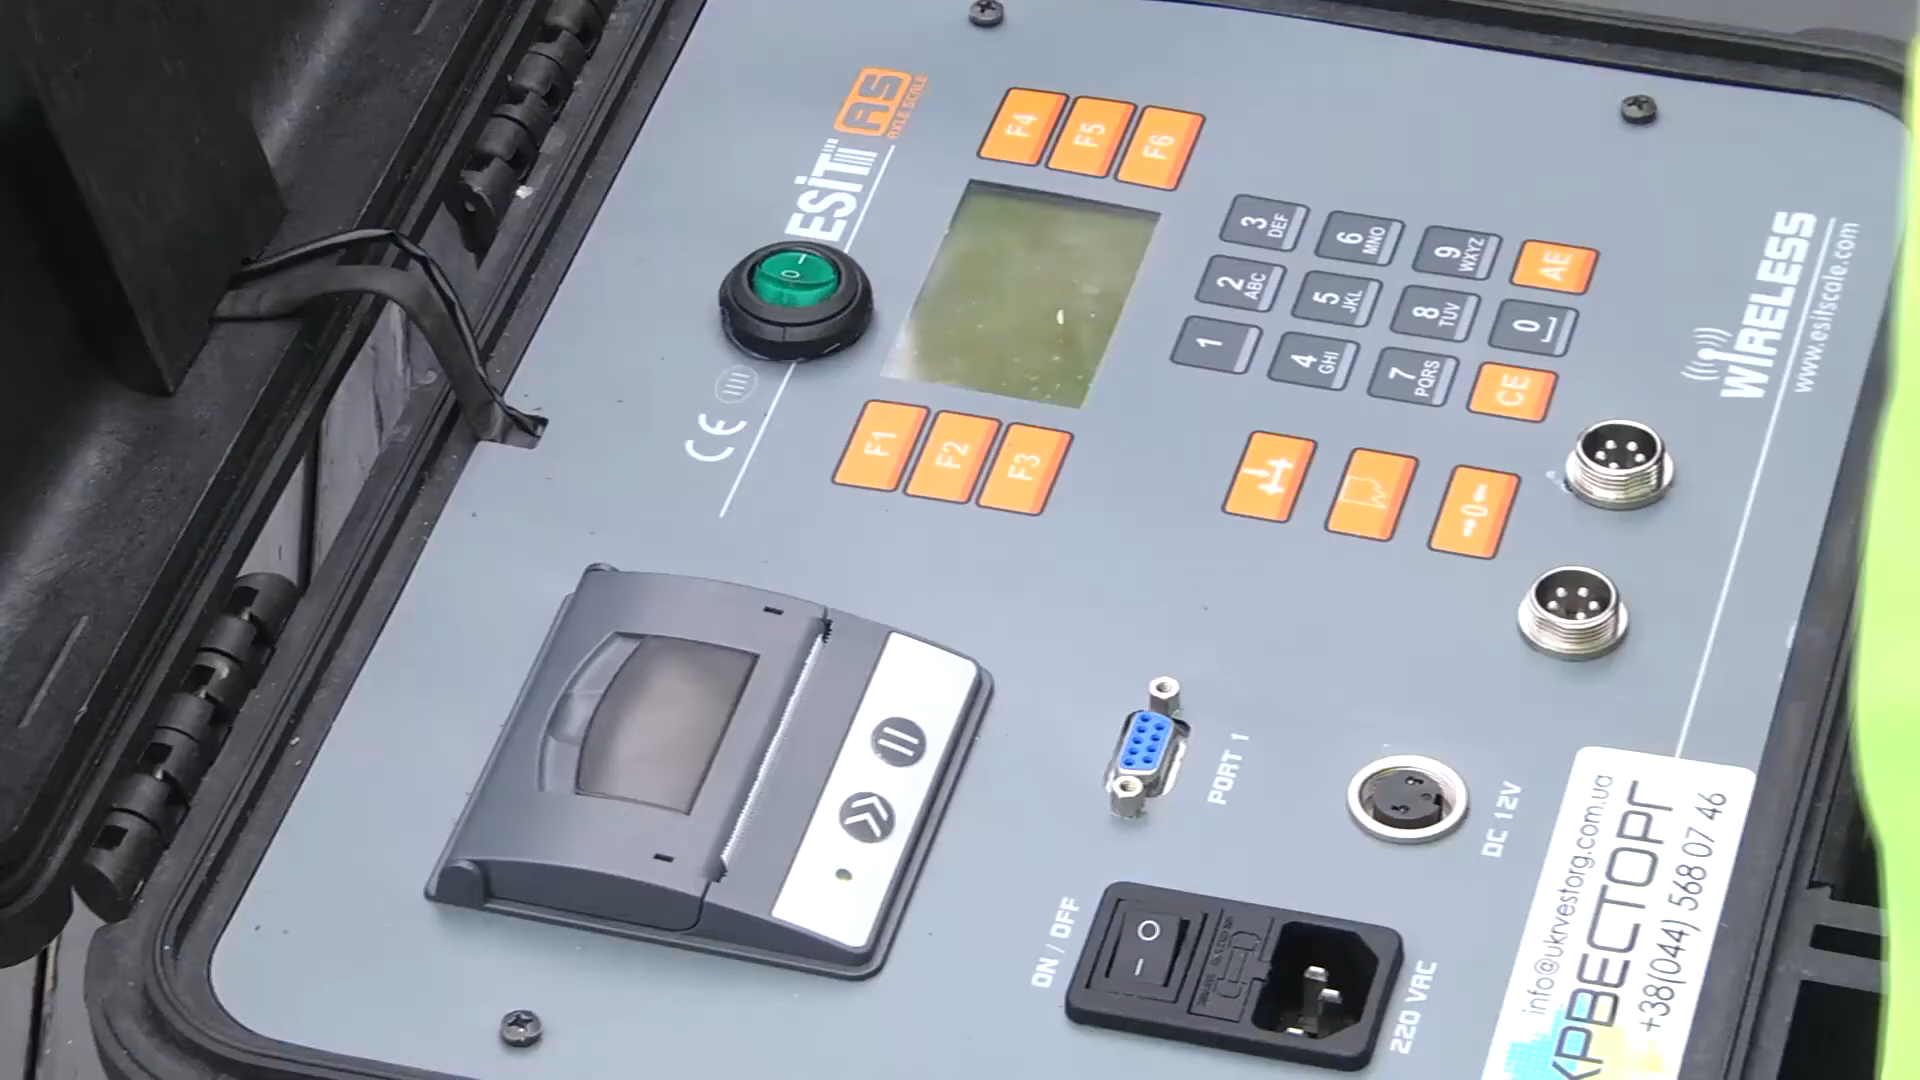 ESiT
AS
AXLE SCALE
CE
F4
F5
F6
F1
F2
F3
1
2 ABC
3 DEF
4 GHI
5 JKL
6 MNO
7 PQRS
8 TUV
9 WXYZ
CE
0
AE
→0←
WIRELESS
www.esitscale.com
PORT 1
DC 12V
ON / OFF
220 VAC
info@ukrvestorg.com.ua
КРВЕСТОРГ
+38(044) 568 07 46